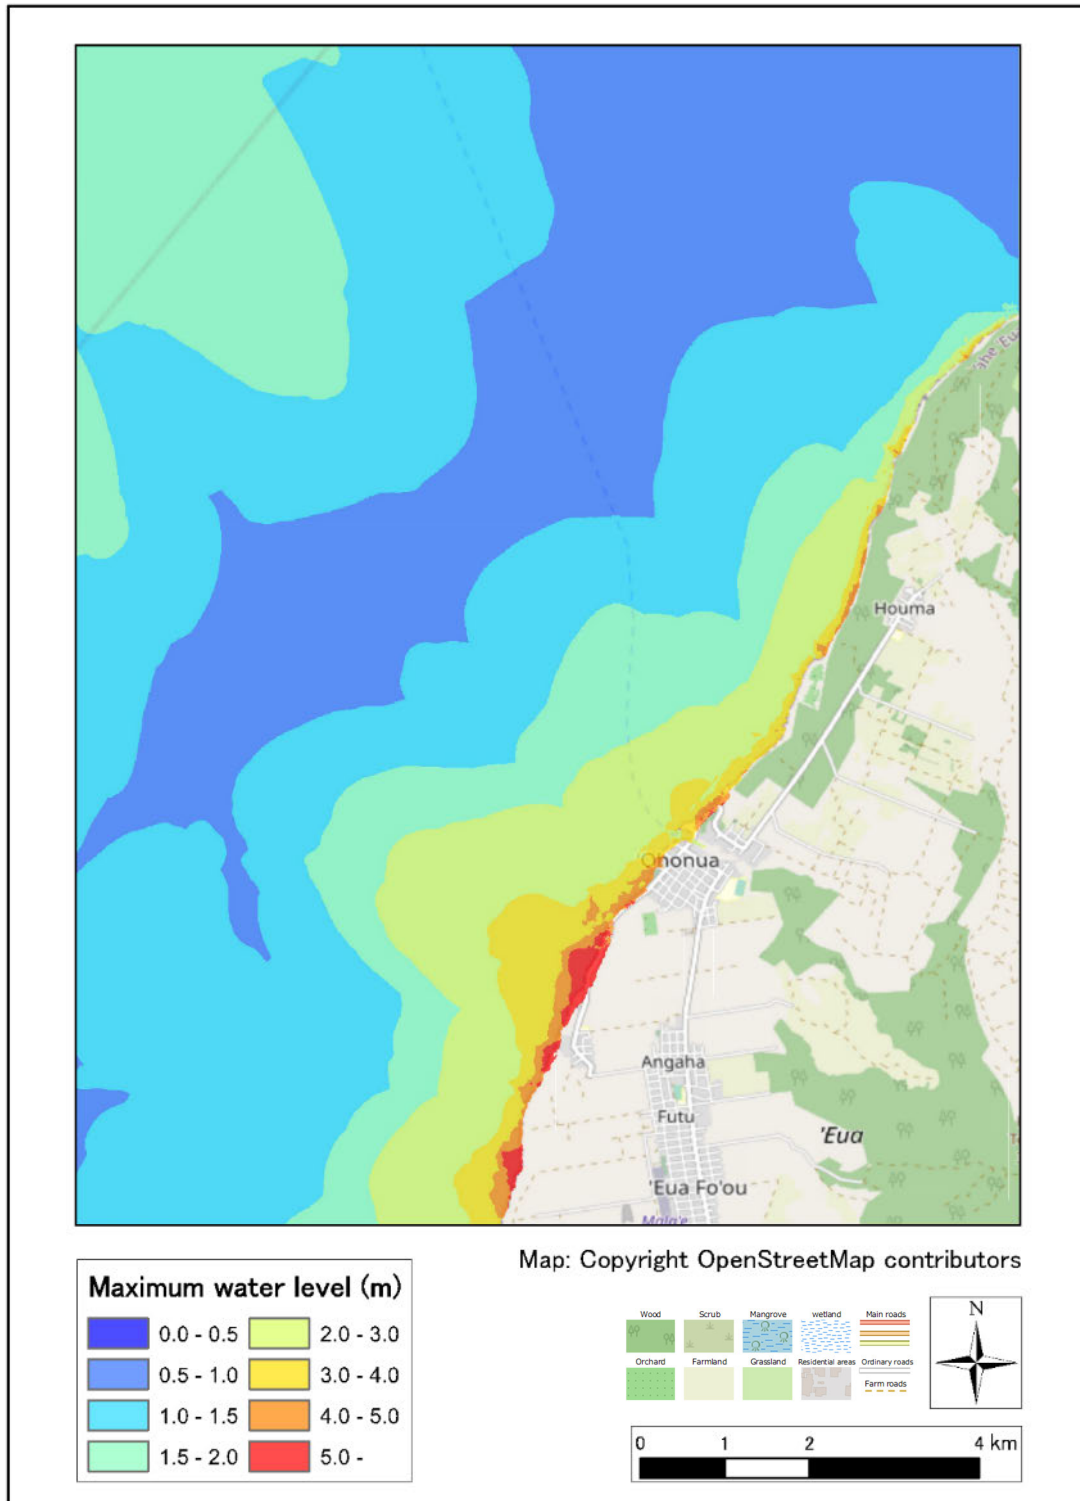 'ahe 'Eu
Houma
'Ohonua
Angaha
Futu
'Eua
'Eua Fo'ou
Mala'e
Map: Copyright OpenStreetMap contributors
Maximum water level (m)
0.0 - 0.5 2.0 - 3.0
0.5 - 1.0 3.0 - 4.0
1.0 - 1.5 4.0 - 5.0
1.5 - 2.0 5.0 -
Wood Scrub Mangrove wetland Main roads
Orchard Farmland Grassland Residential areas Ordinary roads
Farm roads
N
0 1 2 4 km